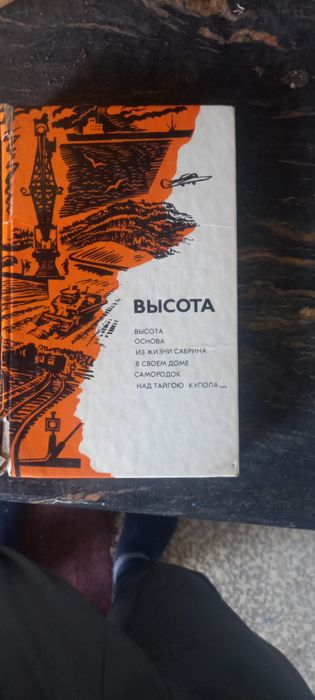 ВЫСОТА
ВЫСОТА
ОСНОВА
ИЗ ЖИЗНИ САБРИНА
В СВОЕМ ДОМЕ
САМОРОДОК
НАД ТАЙГОЮ КУПОЛА...